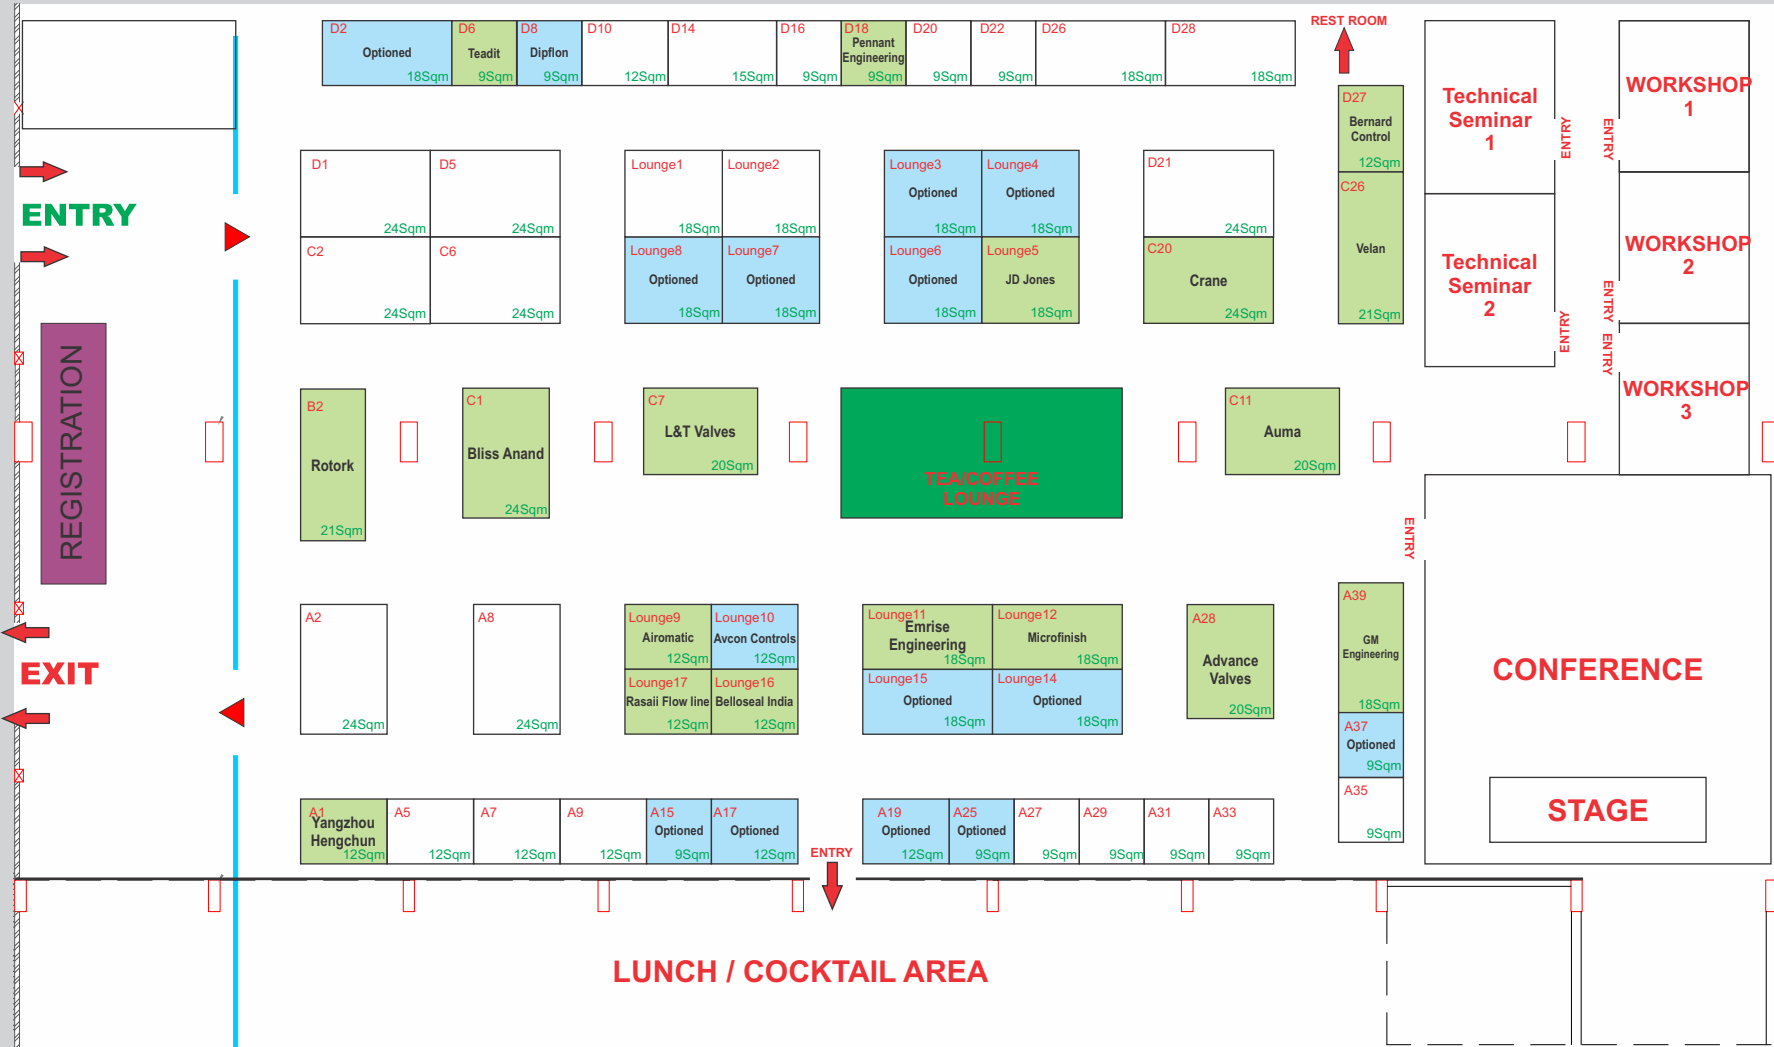 D2
Optioned
18Sqm
D6
Teadit
9Sqm
D8
Dipflon
9Sqm
D10
12Sqm
D14
15Sqm
D16
9Sqm
D18
Pennant
Engineering
9Sqm
D20
9Sqm
D22
9Sqm
D26
18Sqm
D28
18Sqm
REST ROOM
D27
Bernard
Control
12Sqm
C26
Velan
21Sqm
Technical
Seminar
1
ENTRY
Technical
Seminar
2
ENTRY
WORKSHOP
1
ENTRY
WORKSHOP
2
ENTRY
WORKSHOP
3
ENTRY
ENTRY
D1
24Sqm
D5
24Sqm
C2
24Sqm
C6
24Sqm
Lounge1
18Sqm
Lounge2
18Sqm
Lounge8
Optioned
18Sqm
Lounge7
Optioned
18Sqm
Lounge3
Optioned
18Sqm
Lounge4
Optioned
18Sqm
Lounge6
Optioned
18Sqm
Lounge5
JD Jones
18Sqm
D21
24Sqm
C20
Crane
24Sqm
REGISTRATION
B2
Rotork
21Sqm
C1
Bliss Anand
24Sqm
C7
L&T Valves
20Sqm
TEA/COFFEE
LOUNGE
C11
Auma
20Sqm
ENTRY
EXIT
A2
24Sqm
A8
24Sqm
Lounge9
Airomatic
12Sqm
Lounge10
Avcon Controls
12Sqm
Lounge17
Rasaii Flow line
12Sqm
Lounge16
Belloseal India
12Sqm
Lounge11
Emrise
Engineering
18Sqm
Lounge12
Microfinish
18Sqm
Lounge15
Optioned
18Sqm
Lounge14
Optioned
18Sqm
A28
Advance
Valves
20Sqm
A39
GM
Engineering
18Sqm
A37
Optioned
9Sqm
A35
9Sqm
CONFERENCE
STAGE
A1
Yangzhou
Hengchun
12Sqm
A5
12Sqm
A7
12Sqm
A9
12Sqm
A15
Optioned
9Sqm
A17
Optioned
12Sqm
ENTRY
A19
Optioned
12Sqm
A25
Optioned
9Sqm
A27
9Sqm
A29
9Sqm
A31
9Sqm
A33
9Sqm
LUNCH / COCKTAIL AREA